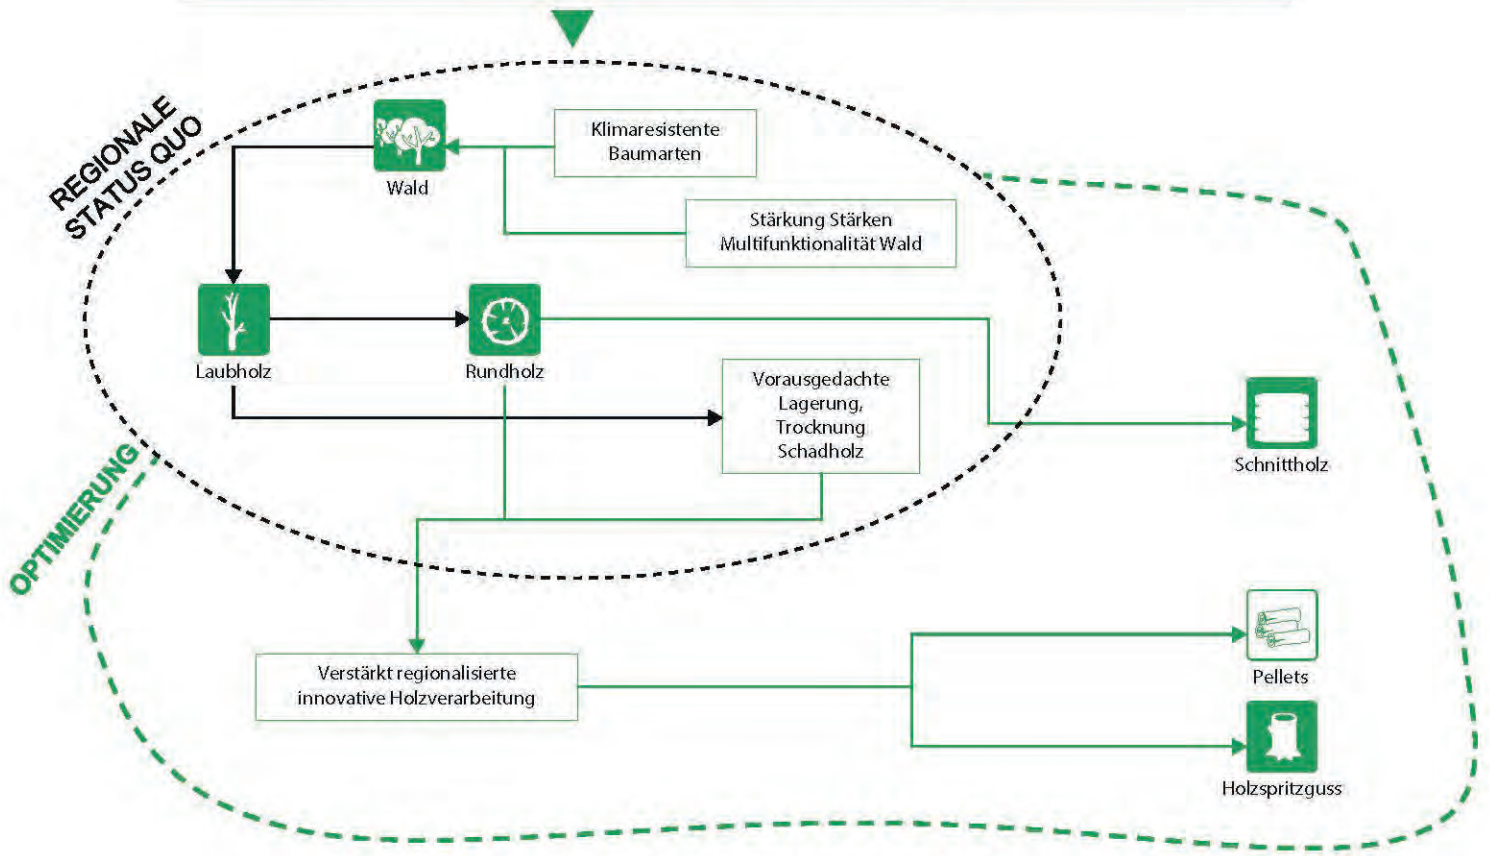 REGIONALE
STATUS QUO
Klimaresistente
Baumarten
Wald
Stärkung Stärken
Multifunktionalität Wald
Laubholz
Rundholz
Vorausgedachte
Lagerung,
Trocknung
Schadholz
Schnittholz
OPTIMIERUNG
Verstärkt regionalisierte
innovative Holzverarbeitung
Pellets
Holzspritzguss